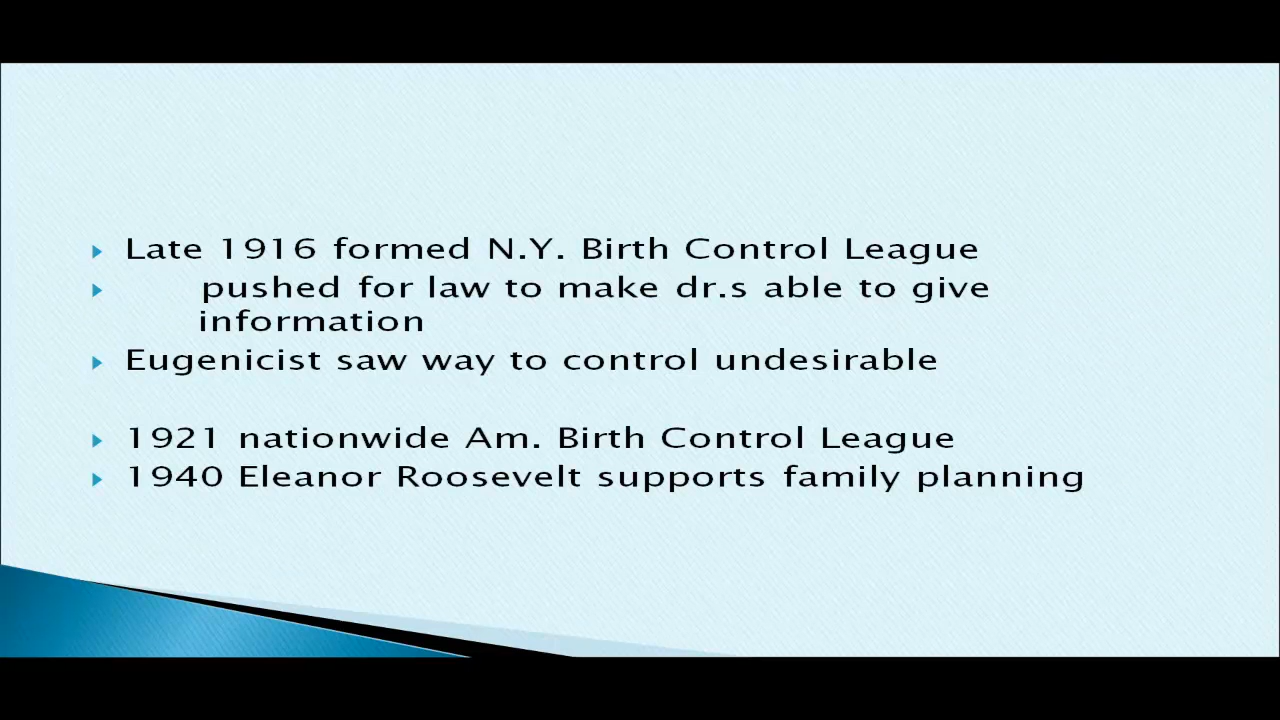 Late 1916 formed N.Y. Birth Control League
pushed for law to make dr.s able to give
information
Eugenicist saw way to control undesirable
1921 nationwide Am. Birth Control League
1940 Eleanor Roosevelt supports family planning